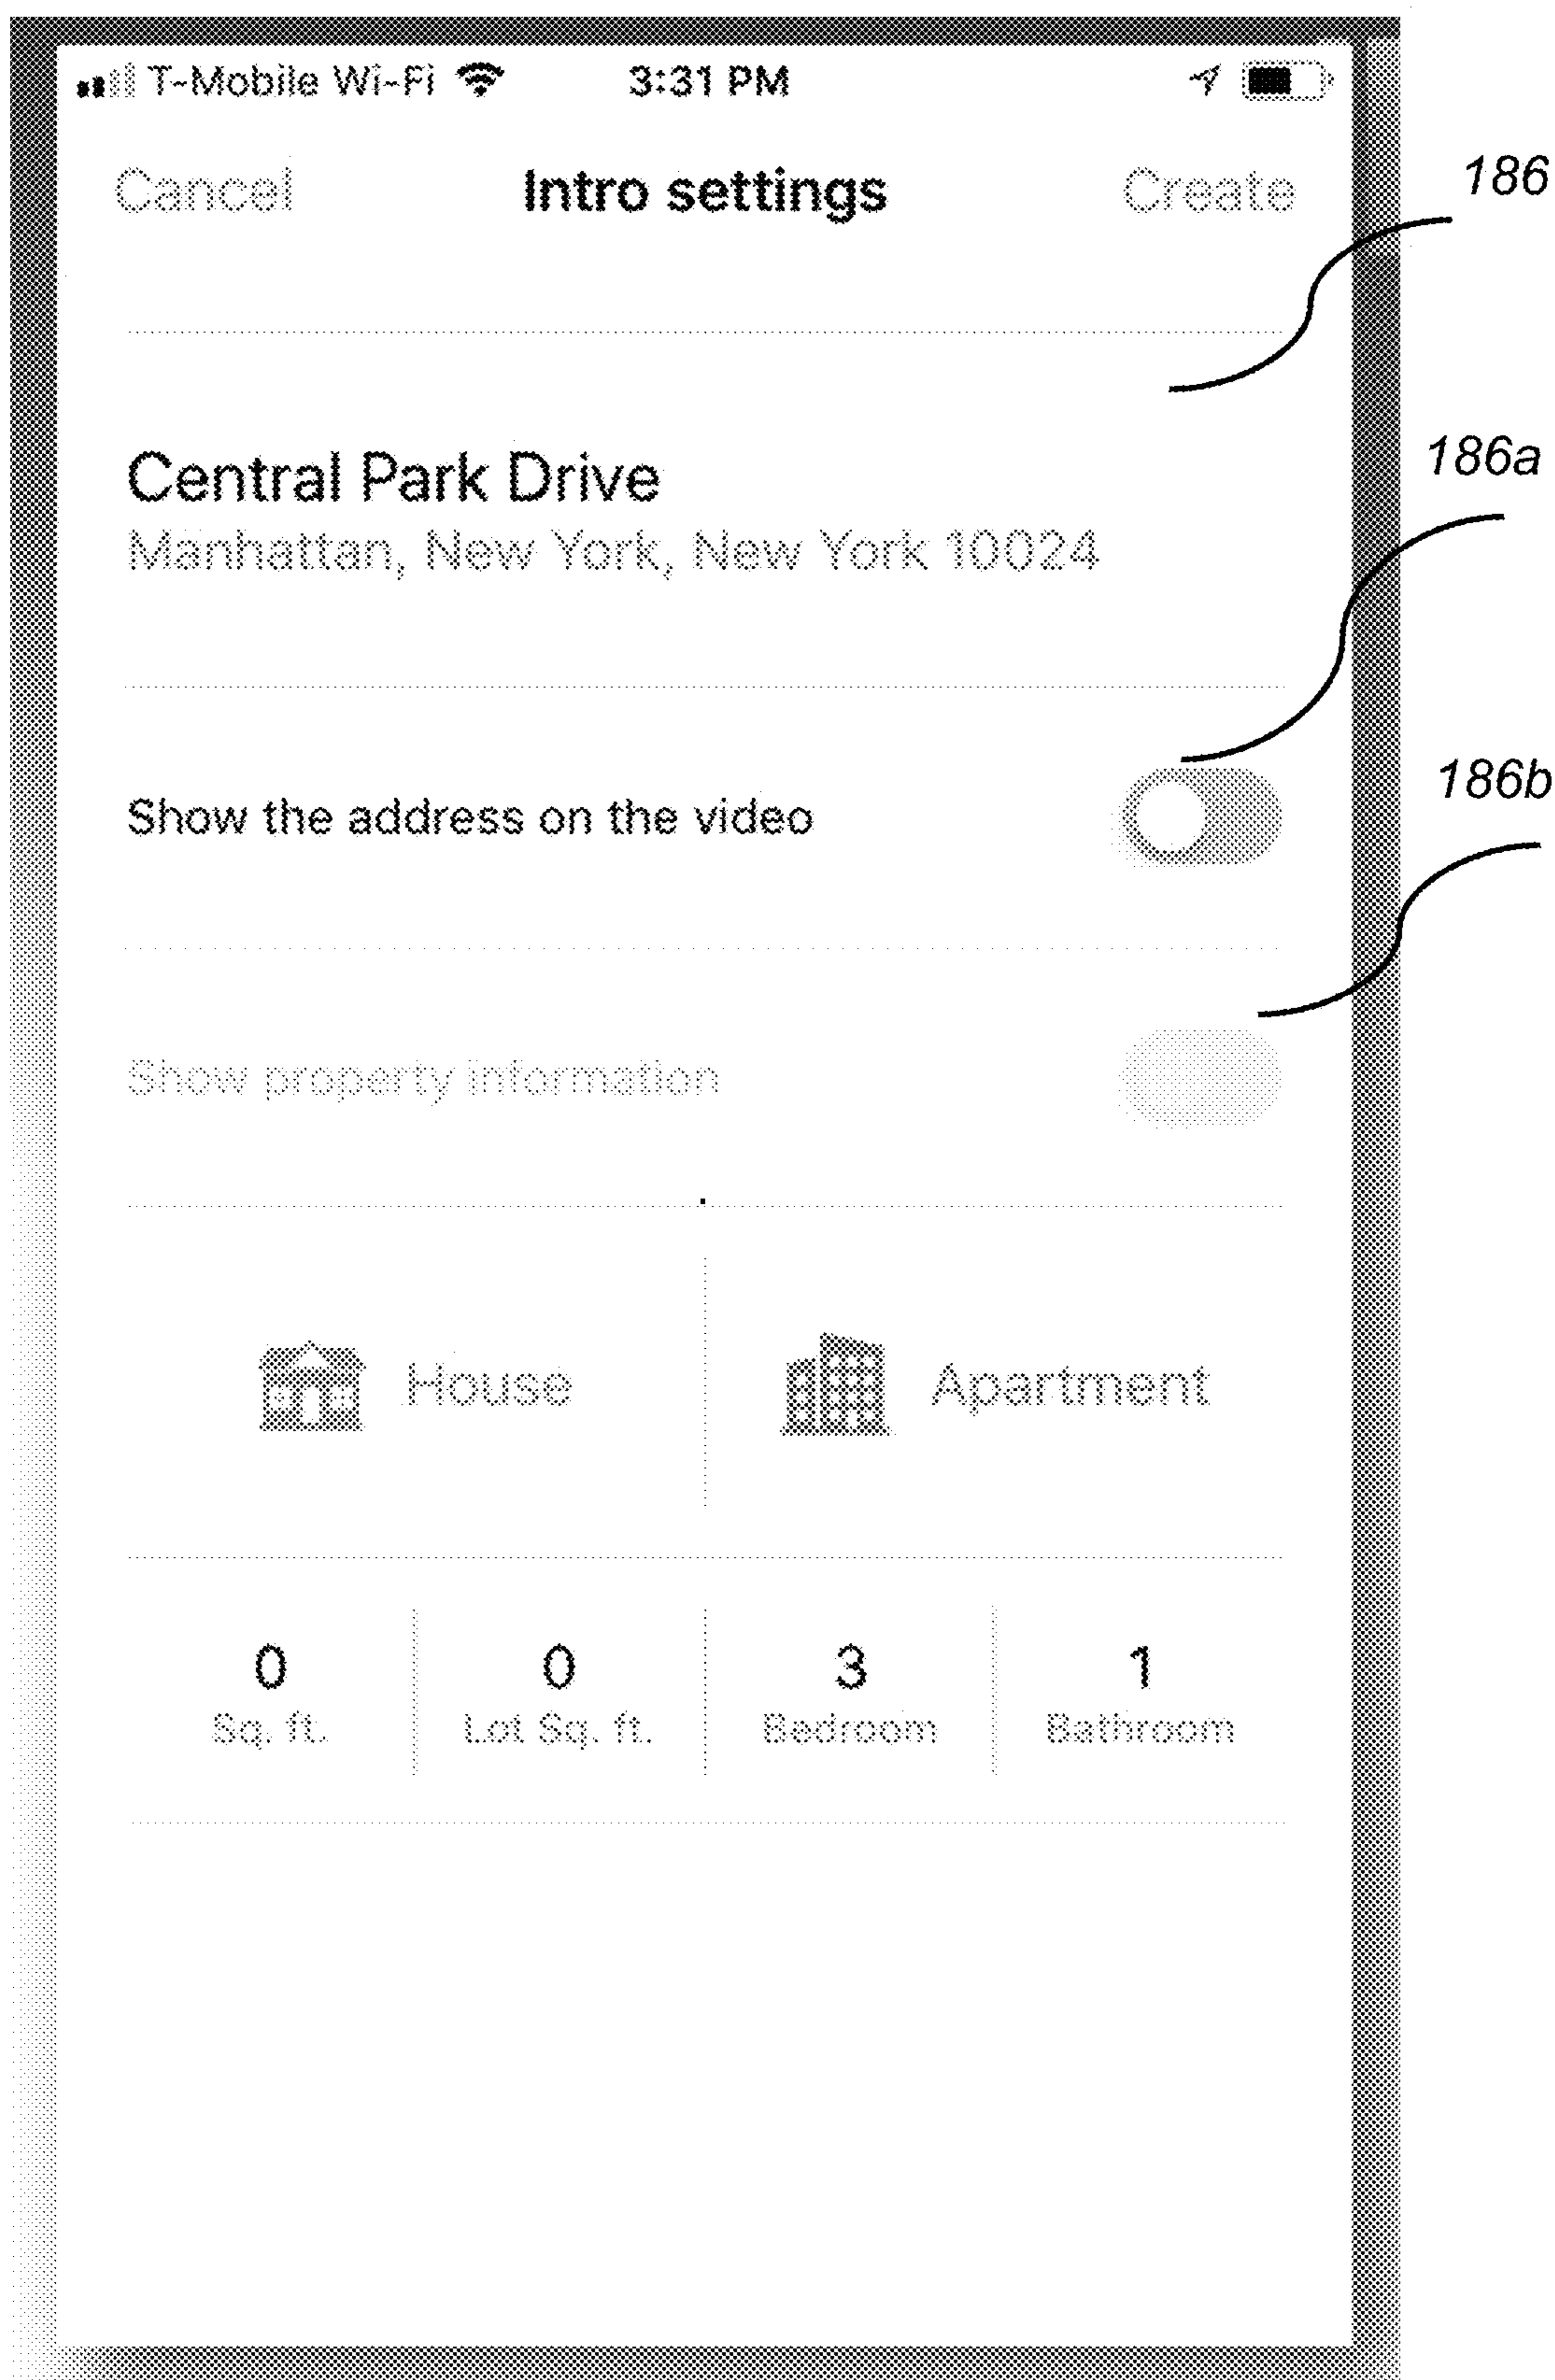 T-Mobile Wi-Fi 3:31 PM
Cancel Intro settings Create
186
Central Park Drive
Manhattan, New York, New York 10024
186a
Show the address on the video
186b
Show property information
House Apartment
0 0 3 1
Sq. ft. Lot Sq. ft. Bedroom Bathroom